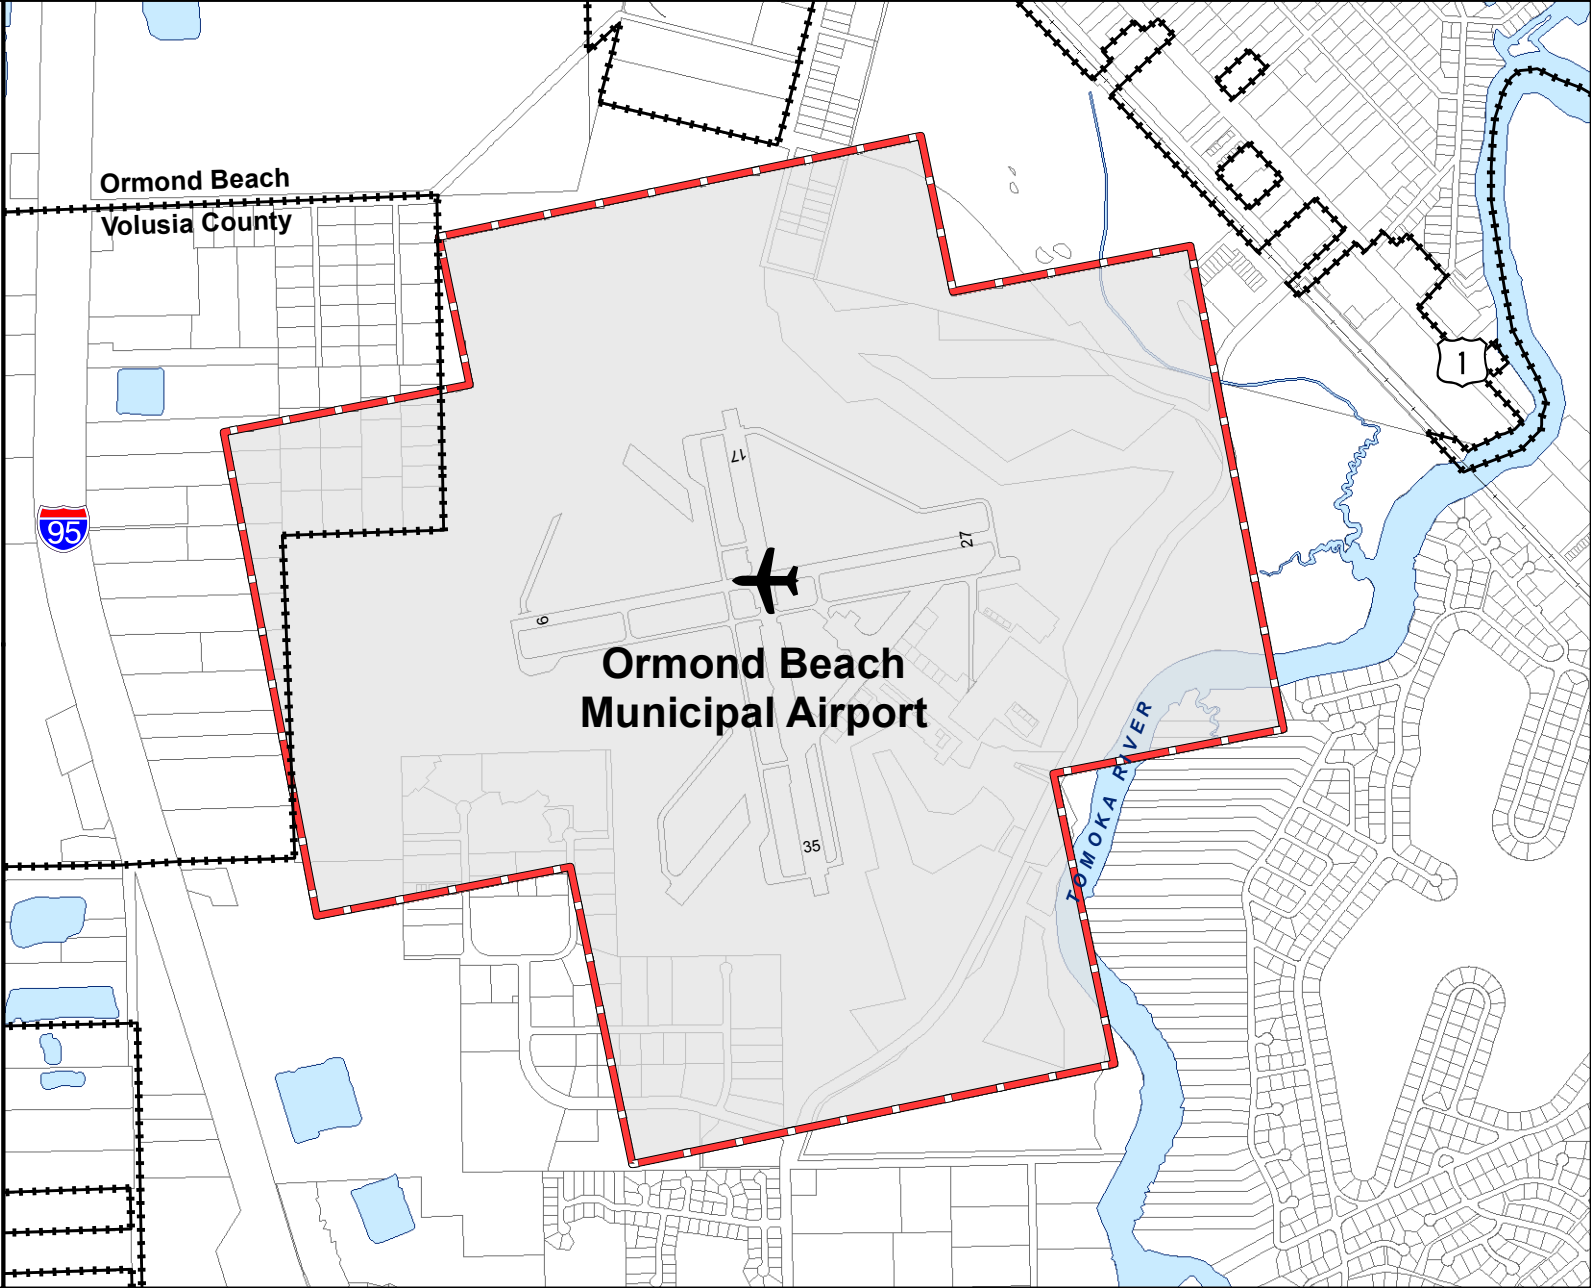 Ormond Beach
Volusia County
1
17
95
27
9
Ormond Beach
Municipal Airport
TOMOKA RIVER
35